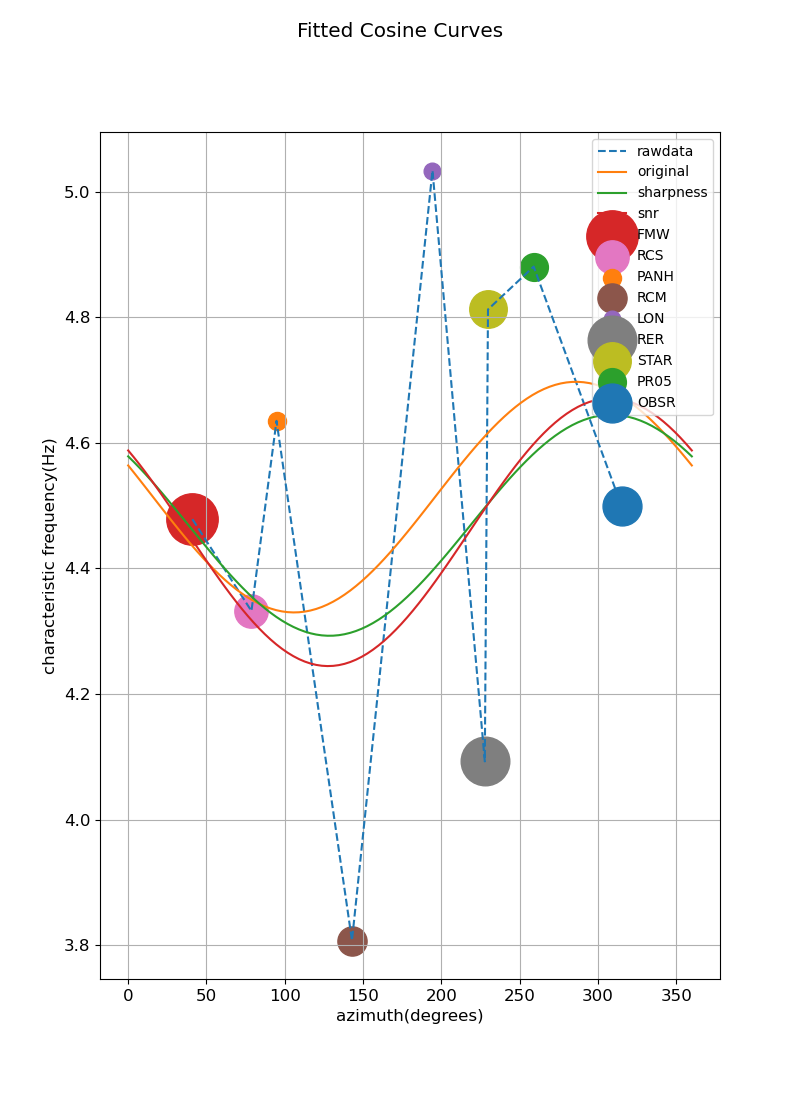 Fitted Cosine Curves
rawdata
original
sharpness
snr
FMW
RCS
PANH
RCM
LON
RER
STAR
PR05
OBSR
5.0
4.8
4.6
4.4
4.2
4.0
3.8
characteristic frequency(Hz)
0 50 100 150 200 250 300 350
azimuth(degrees)